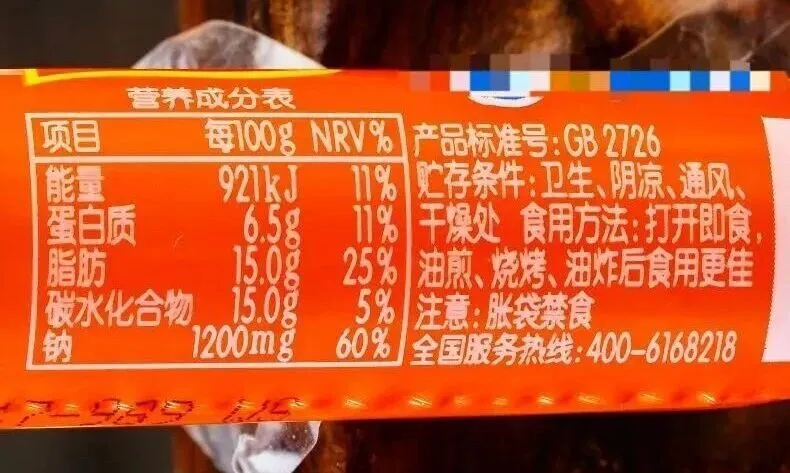 营养成分表
项目 每100g NRV%
能量 921kJ 11%
蛋白质 6.5g 11%
脂肪 15.0g 25%
碳水化合物 15.0g 5%
钠 1200mg 60%
产品标准号:GB 2726
贮存条件:卫生、阴凉、通风、
干燥处 食用方法:打开即食,
油煎、烧烤、油炸后食用更佳
注意:胀袋禁食
全国服务热线:400-6168218